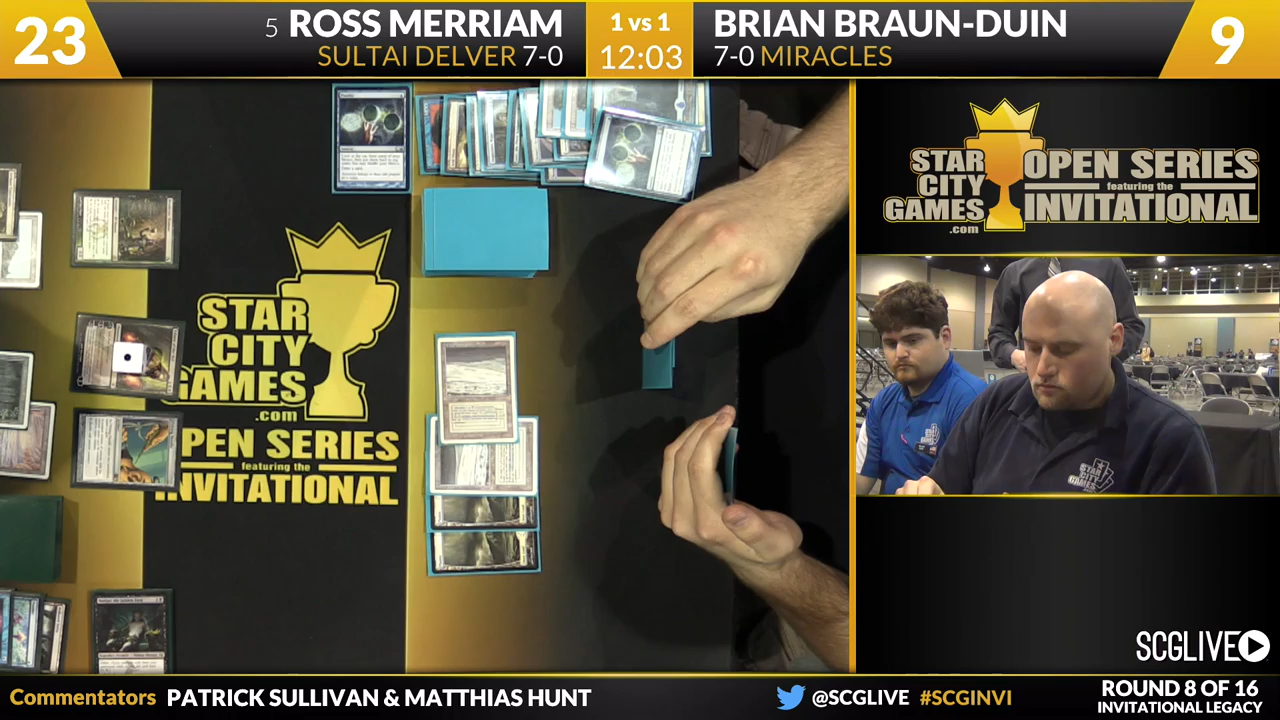 23
5 ROSS MERRIAM
SULTAI DELVER 7-0
1 vs 1
12:03
BRIAN BRAUN-DUIN
7-0 MIRACLES
9
STAR
CITY
GAMES
.com
OPEN SERIES
featuring the
INVITATIONAL
STAR
CITY
GAMES
.com
PEN SERIES
featuring the
INVITATIONAL
SCGLIVE
Commentators PATRICK SULLIVAN & MATTHIAS HUNT
@SCGLIVE #SCGINVI
ROUND 8 OF 16
INVITATIONAL LEGACY